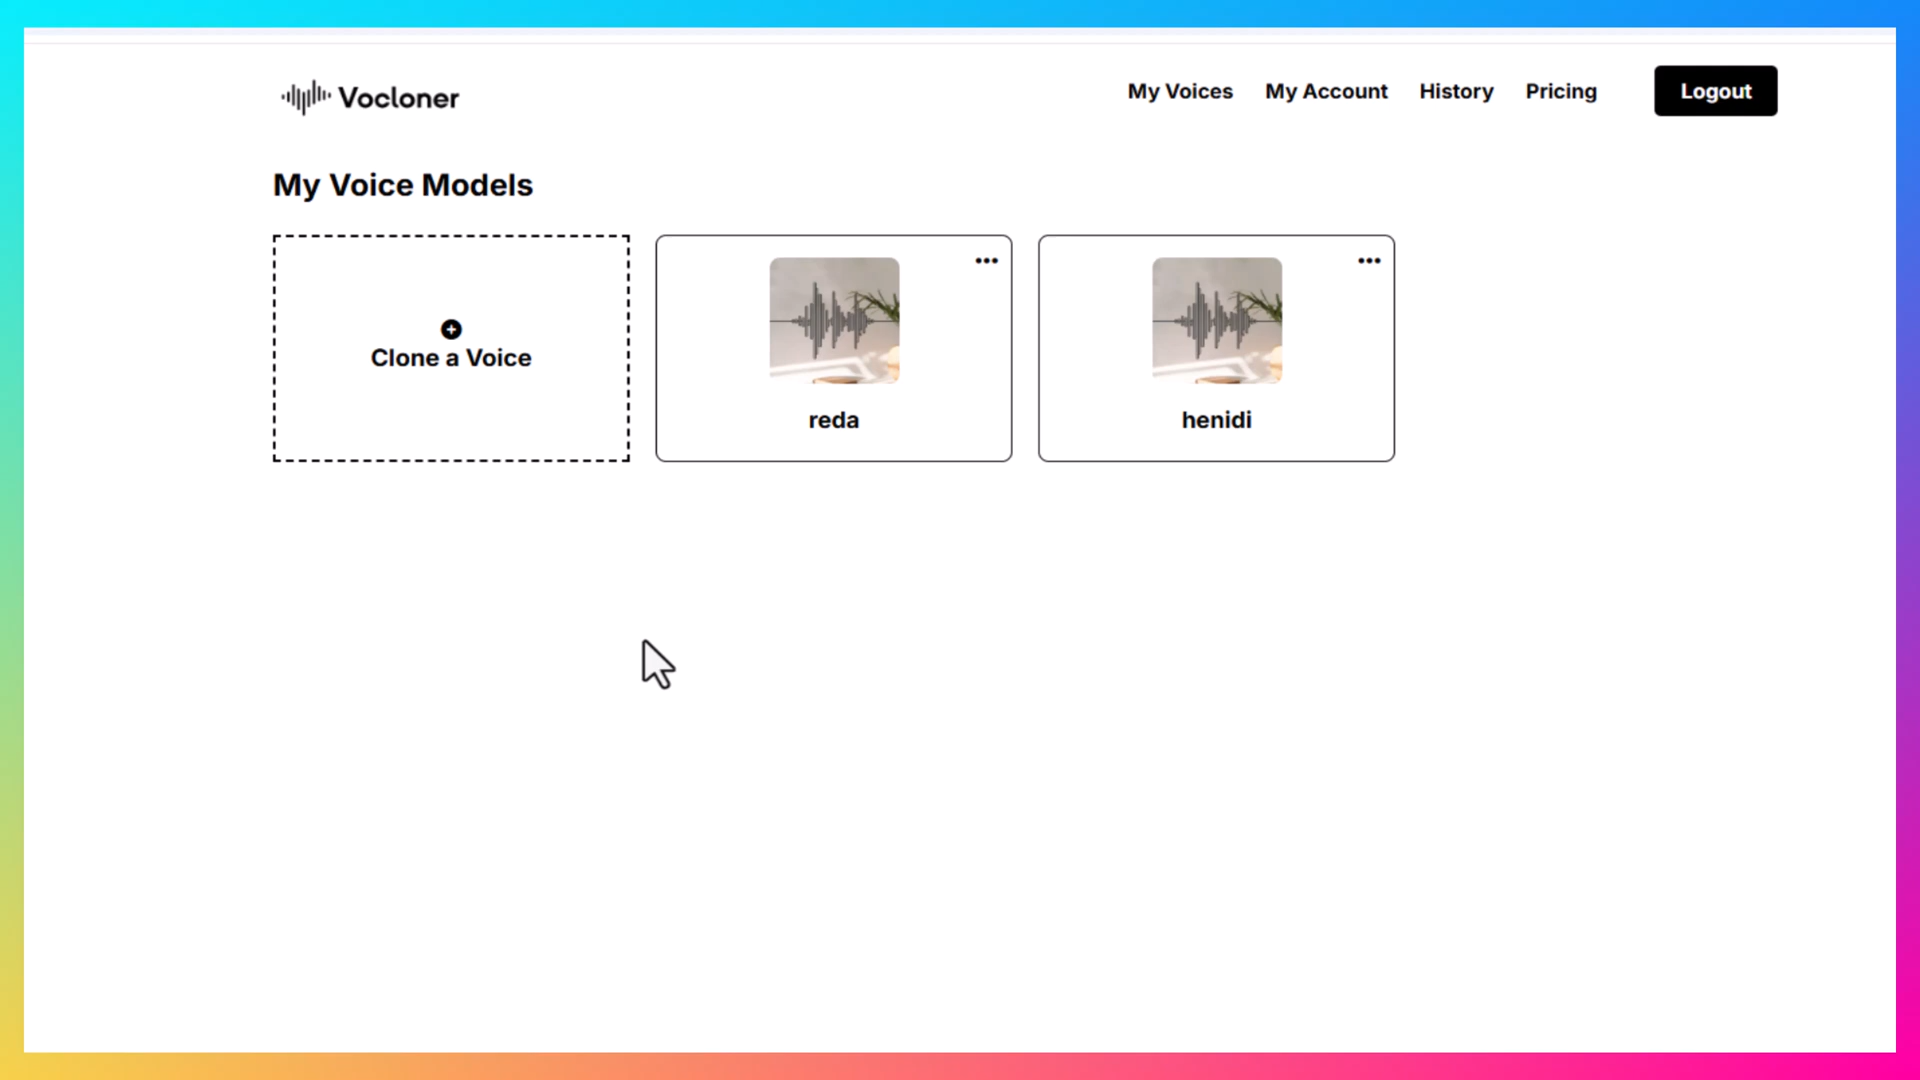 Vocloner
My Voices My Account History Pricing Logout
My Voice Models
Clone a Voice
reda
henidi